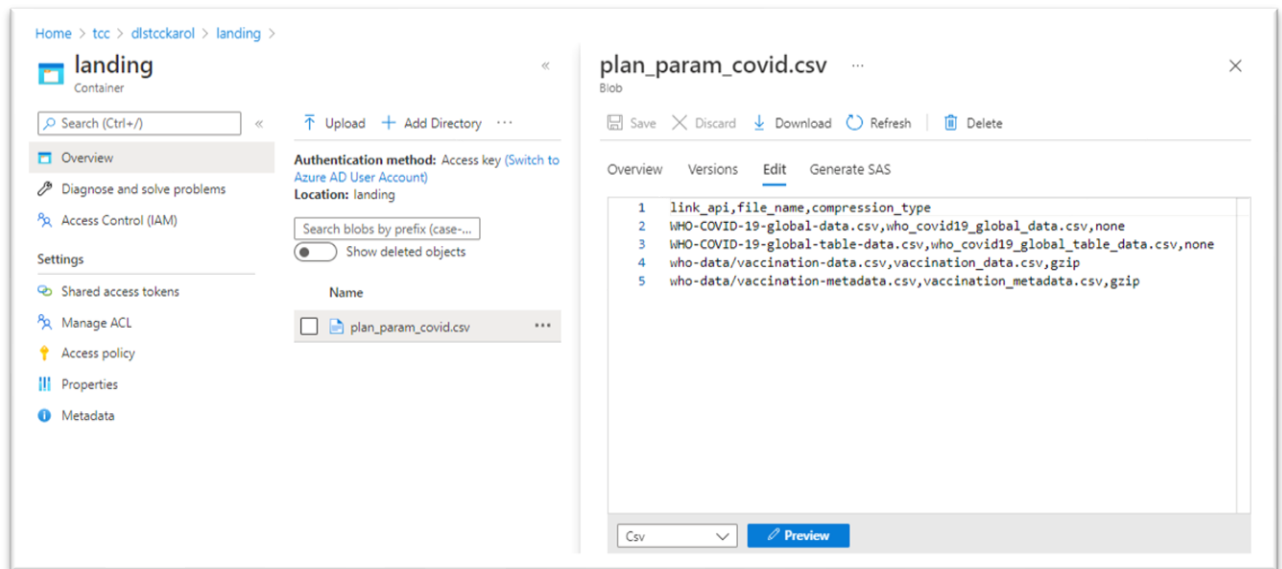 Home > tcc > dlstcckarol > landing >
landing
Container
«
Search (Ctrl+/)
«
Overview
Diagnose and solve problems
Access Control (IAM)
Settings
Shared access tokens
Manage ACL
Access policy
Properties
Metadata
Upload + Add Directory ...
Authentication method: Access key (Switch to
Azure AD User Account)
Location: landing
Search blobs by prefix (case-...
Show deleted objects
Name
plan_param_covid.csv ...
plan_param_covid.csv ...
Blob
Save Discard Download Refresh Delete
Overview Versions Edit Generate SAS
1 link_api,file_name,compression_type
2 WHO-COVID-19-global-data.csv,who_covid19_global_data.csv,none
3 WHO-COVID-19-global-table-data.csv,who_covid19_global_table_data.csv,none
4 who-data/vaccination-data.csv,vaccination_data.csv,gzip
5 who-data/vaccination-metadata.csv,vaccination_metadata.csv,gzip
Csv Preview